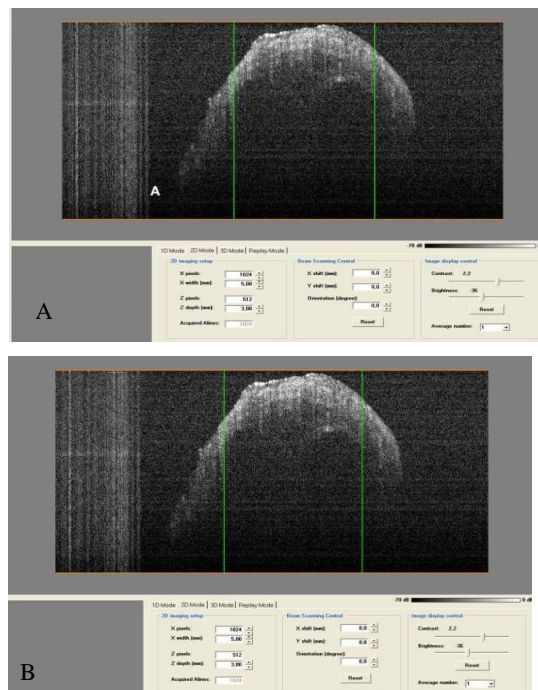 A
-70 dB
1D Mode 2D Mode 3D Mode Replay Mode
2D imaging setup Beam Scanning Control Image display control
X pixels: 1024 X shift (mm): 0,0 Contrast: 2,2
X width (mm): 5,00
Y shift (mm): 0,0 Brightness: -36
Z pixels: 512 Orientation (degree)
Z depth (mm): 3,00 0,0 Reset
Acquired Alines: 1024 Reset Average number: 1
A
-70 dB 0 dB
1D Mode 2D Mode 3D Mode Replay Mode
2D imaging setup Beam Scanning Control Image display control
X pixels: 1024 X shift (mm): 0,0 Contrast: 2,2
X width (mm): 5,00
Y shift (mm): 0,0 Brightness: -36
Z pixels: 512 Orientation (degree)
Z depth (mm): 3,00 0,0 Reset
Acquired Alines: 1024 Reset Average number: 1
B